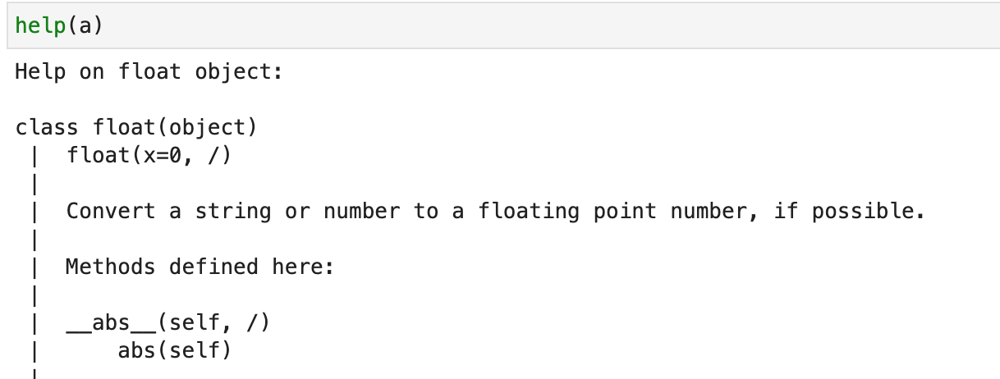 help(a)
Help on float object:
class float(object)
 |  float(x=0, /)
 |
 |  Convert a string or number to a floating point number, if possible.
 |
 |  Methods defined here:
 |
 |  __abs__(self, /)
 |      abs(self)
 |